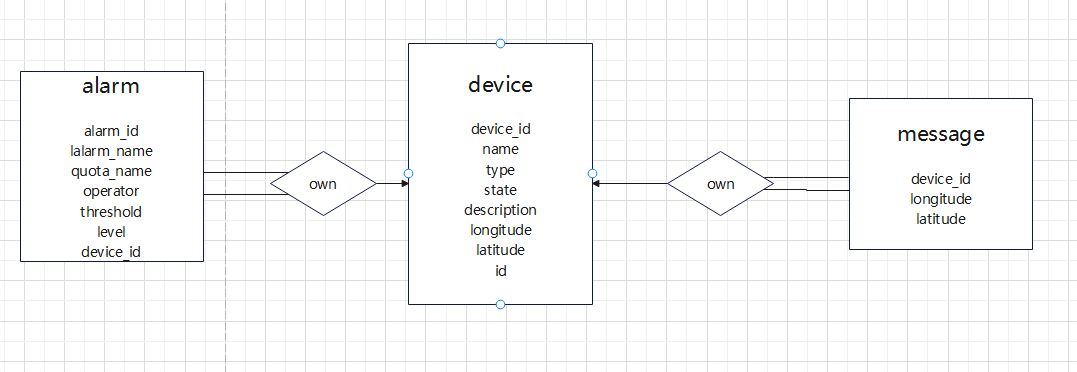 alarm
alarm_id
lalarm_name
quota_name
operator
threshold
level
device_id
own
device
device_id
name
type
state
description
longitude
latitude
id
own
message
device_id
longitude
latitude